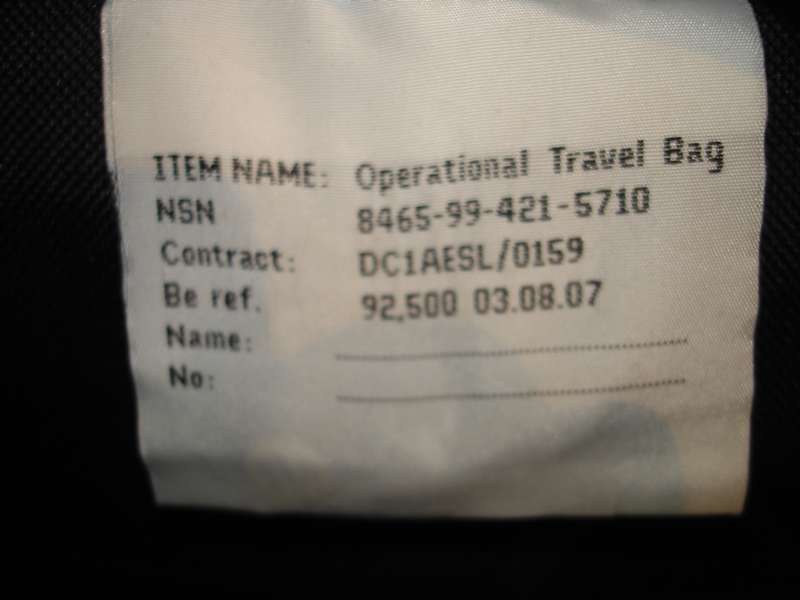 ITEM NAME: Operational Travel Bag
NSN 8465-99-421-5710
Contract: DC1AESL/0159
Be ref. 92,500 03.08.07
Name:
No: